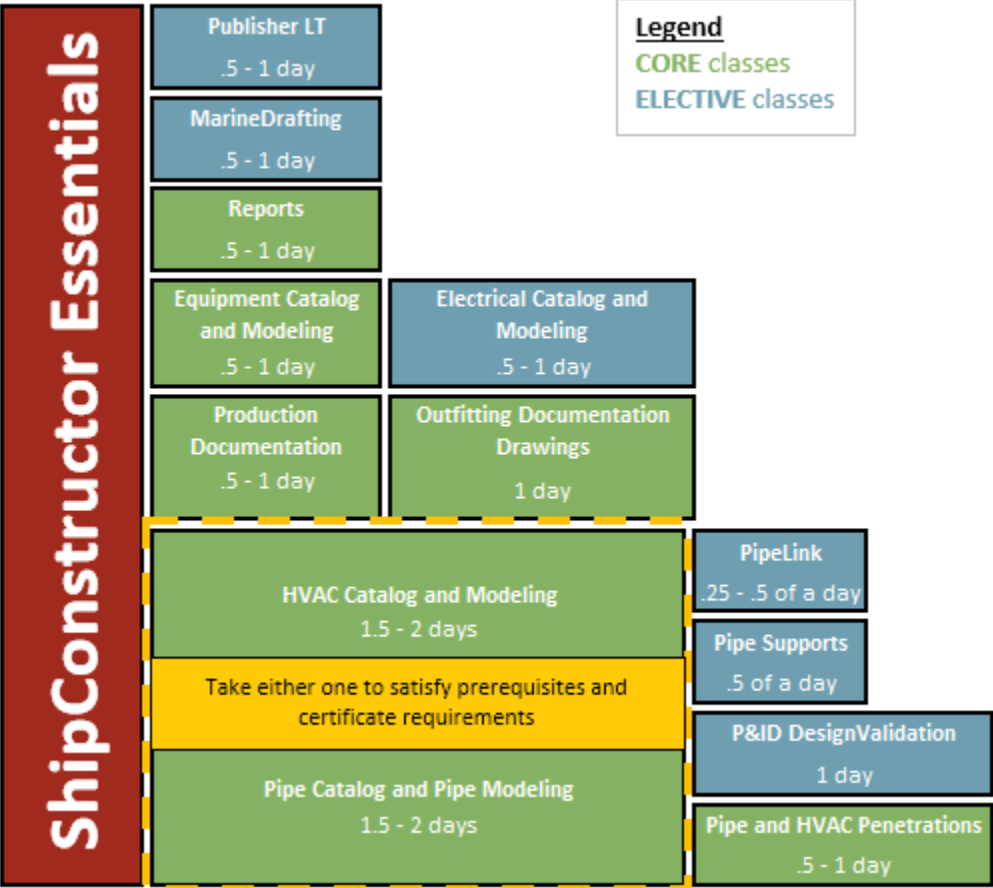 ShipConstructor Essentials
Legend
CORE classes
ELECTIVE classes
Publisher LT
.5 - 1 day
MarineDrafting
.5 - 1 day
Reports
.5 - 1 day
Equipment Catalog
and Modeling
.5 - 1 day
Electrical Catalog and
Modeling
.5 - 1 day
Production
Documentation
.5 - 1 day
Outfitting Documentation
Drawings
1 day
HVAC Catalog and Modeling
1.5 - 2 days
Take either one to satisfy prerequisites and
certificate requirements
Pipe Catalog and Pipe Modeling
1.5 - 2 days
PipeLink
.25 - .5 of a day
Pipe Supports
.5 of a day
P&ID DesignValidation
1 day
Pipe and HVAC Penetrations
.5 - 1 day